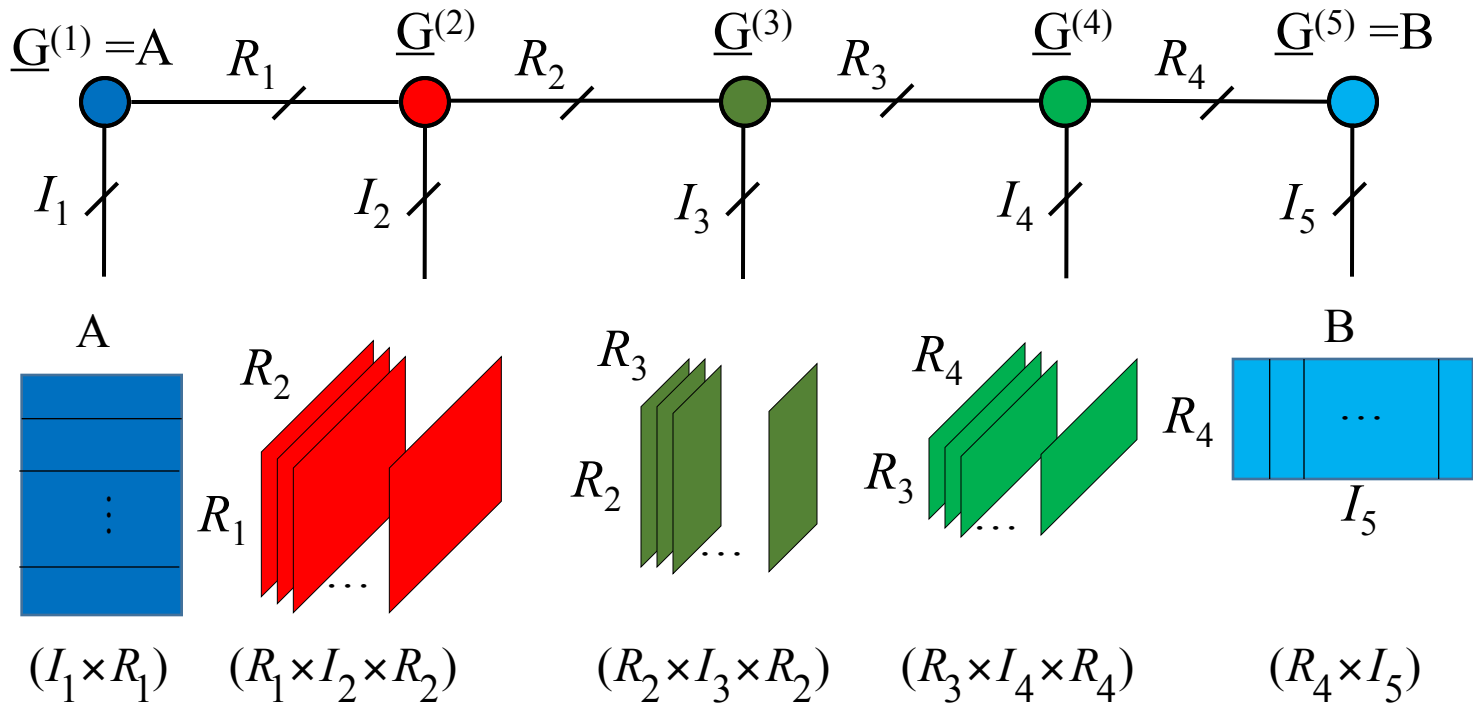 G⁽¹⁾ =A G⁽²⁾ G⁽³⁾ G⁽⁴⁾ G⁽⁵⁾ =B
R₁ R₂ R₃ R₄
I₁ I₂ I₃ I₄ I₅
A B
R₂ R₃ R₄
R₁ R₂ R₃ R₄
... ... ... ... ...
I₅
(I₁×R₁) (R₁×I₂×R₂) (R₂×I₃×R₂) (R₃×I₄×R₄) (R₄×I₅)